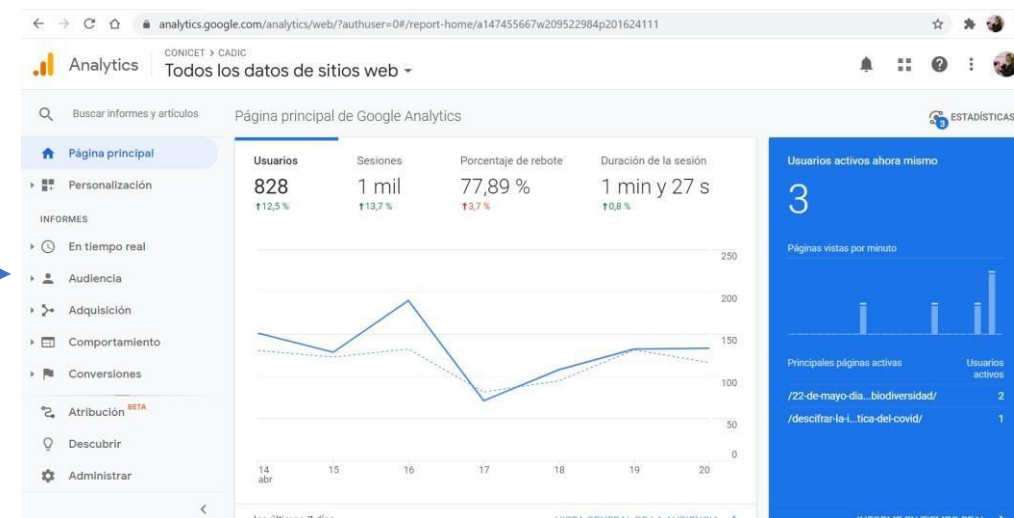 analytics.google.com/analytics/web/?authuser=0#/report-home/a147455667w209522984p201624111
Analytics
CONICET > CADIC
Todos los datos de sitios web
Buscar informes y artículos
Página principal
Personalización
INFORMES
En tiempo real
Audiencia
Adquisición
Comportamiento
Conversiones
Atribución BETA
Descubrir
Administrar
Página principal de Google Analytics
3 ESTADÍSTICAS
Usuarios
828
↑12,5 %
Sesiones
1 mil
↑13,7 %
Porcentaje de rebote
77,89 %
↑3,7 %
Duración de la sesión
1 min y 27 s
↑0,8 %
250
200
150
100
50
0
14 abr
15
16
17
18
19
20
Usuarios activos ahora mismo
3
Páginas vistas por minuto
Principales páginas activas
Usuarios activos
/22-de-mayo-dia...biodiversidad/ 2
/descifrar-la-i...tica-del-covid/ 1